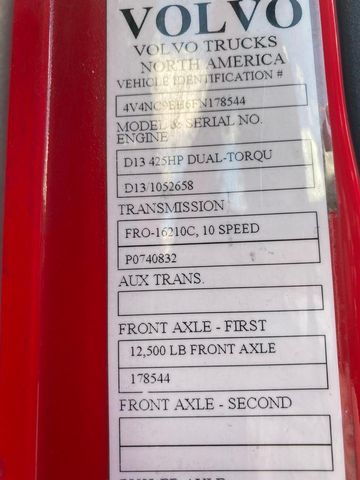 VOLVO
VOLVO TRUCKS
NORTH AMERICA
VEHICLE IDENTIFICATION #
4V4NC9EH6FN178544
MODEL & SERIAL NO.
ENGINE
D13 425HP DUAL-TORQU
D13/1052658
TRANSMISSION
FRO-16210C, 10 SPEED
P0740832
AUX TRANS.
FRONT AXLE - FIRST
12,500 LB FRONT AXLE
178544
FRONT AXLE - SECOND